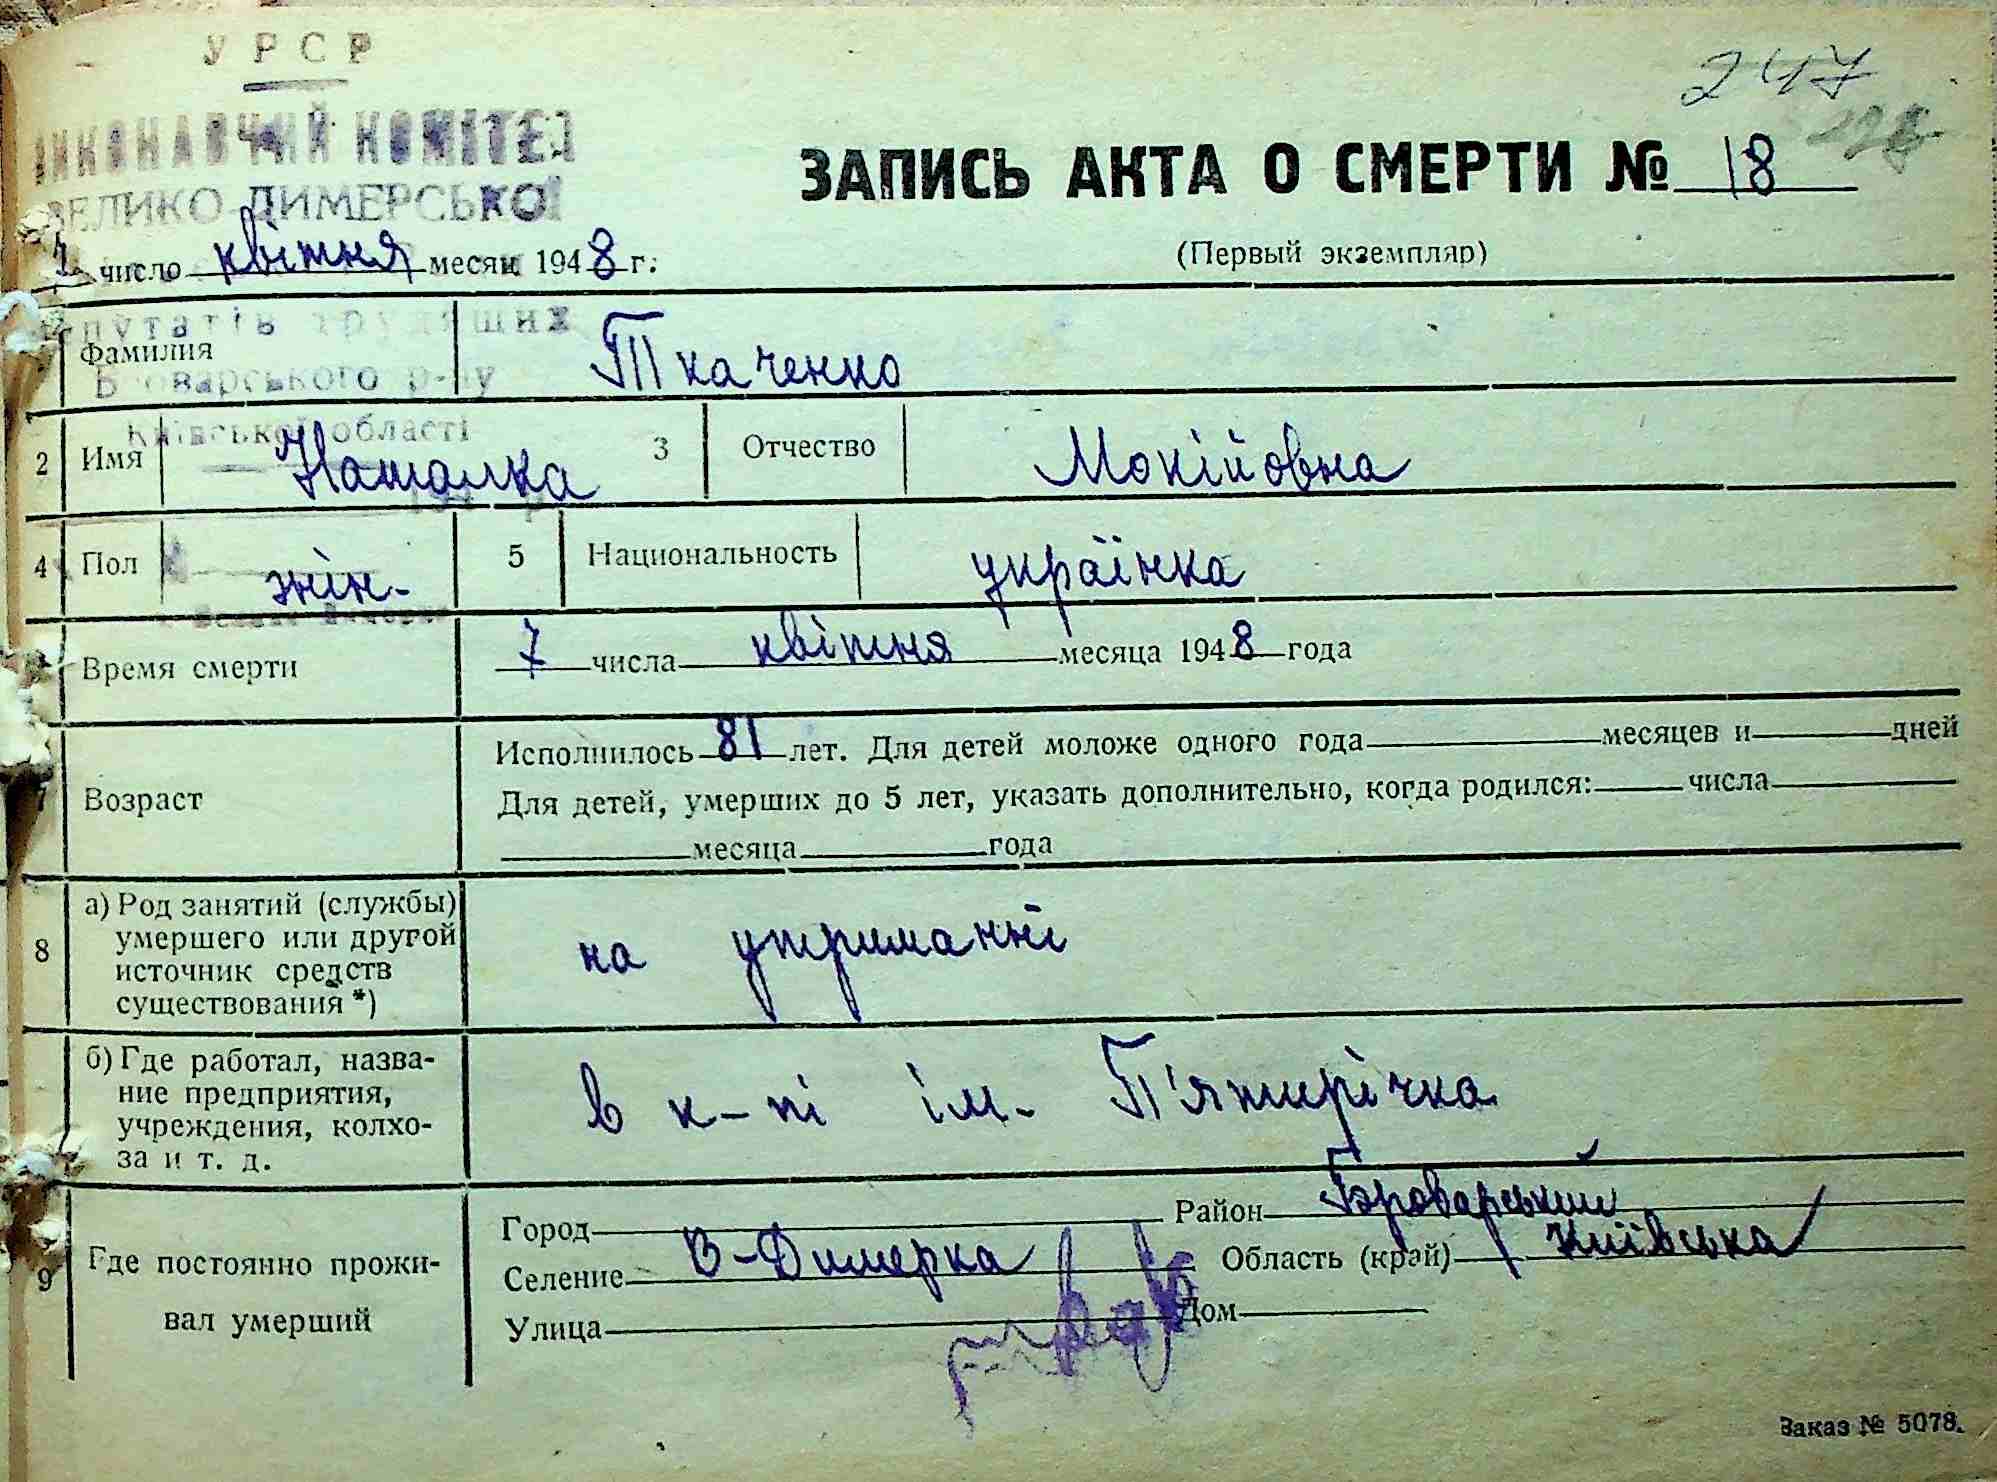 УРСР
247
ВИКОНАВЧИЙ КОМІТЕТ
ЗАПИСЬ АКТА О СМЕРТИ № 18
ВЕЛИКО ДИМЕРСЬКОЇ
число квітня месяц 1948 г.
(Первый экземпляр)
депутатів трудящих
Фамилия Ткаченко
Броварського р-ну
Київської області
2 Имя Наталка 3 Отчество Мокійовна
4 Пол жін. 5 Национальность українка
Время смерти 7 числа квітня месяца 1948 года
7 Возраст Исполнилось 81 лет. Для детей моложе одного года месяцев и дней
Для детей, умерших до 5 лет, указать дополнительно, когда родился: числа
месяца года
8 а) Род занятий (службы)
умершего или другой
источник средств
существования *)
на утриманні
б) Где работал, назва-
ние предприятия,
учреждения, колхо-
за и т. д.
в к-пі ім. П'ятирічка
9 Где постоянно прожи-
вал умерший
Город Район Броварський
Селение В-Димерка Область (край) Київська
Улица Дом
Заказ № 5078.